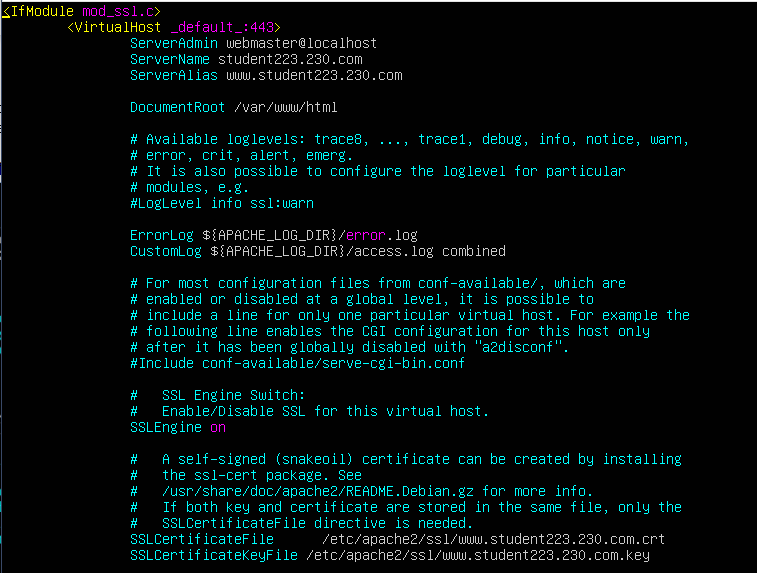 <IfModule mod_ssl.c>
<VirtualHost _default_:443>
ServerAdmin webmaster@localhost
ServerName student223.230.com
ServerAlias www.student223.230.com
DocumentRoot /var/www/html
# Available loglevels: trace8, ..., trace1, debug, info, notice, warn,
# error, crit, alert, emerg.
# It is also possible to configure the loglevel for particular
# modules, e.g.
#LogLevel info ssl:warn
ErrorLog ${APACHE_LOG_DIR}/error.log
CustomLog ${APACHE_LOG_DIR}/access.log combined
# For most configuration files from conf-available/, which are
# enabled or disabled at a global level, it is possible to
# include a line for only one particular virtual host. For example the
# following line enables the CGI configuration for this host only
# after it has been globally disabled with "a2disconf".
#Include conf-available/serve-cgi-bin.conf
#   SSL Engine Switch:
#   Enable/Disable SSL for this virtual host.
SSLEngine on
#   A self-signed (snakeoil) certificate can be created by installing
#   the ssl-cert package. See
#   /usr/share/doc/apache2/README.Debian.gz for more info.
#   If both key and certificate are stored in the same file, only the
#   SSLCertificateFile directive is needed.
SSLCertificateFile      /etc/apache2/ssl/www.student223.230.com.crt
SSLCertificateKeyFile /etc/apache2/ssl/www.student223.230.com.key